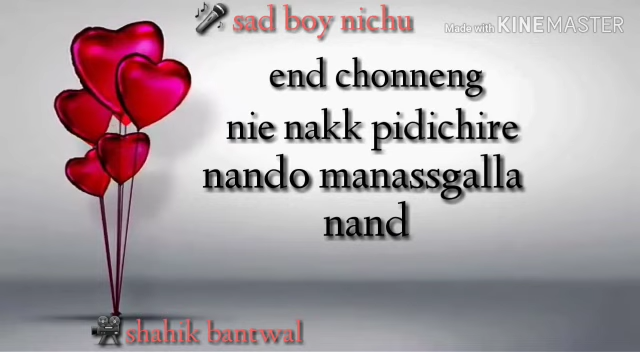 🎤 sad boy nichu
Made with KINEMASTER
end chonneng
nie nakk pidichire
nando manassgalla
nand
🎥 shahik bantwal